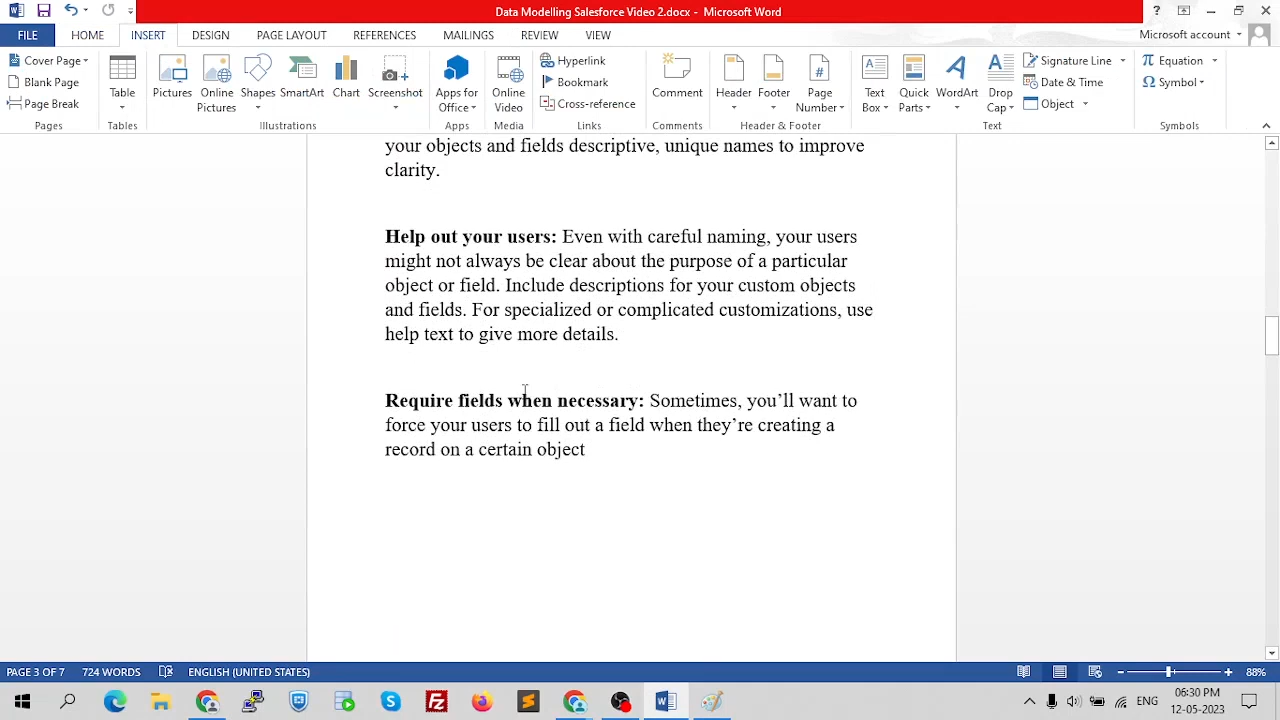 Data Modelling Salesforce Video 2.docx - Microsoft Word
FILE HOME INSERT DESIGN PAGE LAYOUT REFERENCES MAILINGS REVIEW VIEW Microsoft account
Cover Page
Blank Page
Page Break
Pages
Table
Tables
Pictures
Online Pictures
Shapes
SmartArt
Chart
Screenshot
Illustrations
Apps for Office
Apps
Online Video
Media
Hyperlink
Bookmark
Cross-reference
Links
Comment
Comments
Header
Footer
Page Number
Header & Footer
Text Box
Quick Parts
WordArt
Drop Cap
Signature Line
Date & Time
Object
Text
Equation
Symbol
Symbols
your objects and fields descriptive, unique names to improve
clarity.
Help out your users: Even with careful naming, your users
might not always be clear about the purpose of a particular
object or field. Include descriptions for your custom objects
and fields. For specialized or complicated customizations, use
help text to give more details.
Require fields when necessary: Sometimes, you’ll want to
force your users to fill out a field when they’re creating a
record on a certain object
PAGE 3 OF 7 724 WORDS ENGLISH (UNITED STATES) 88%
ENG
06:30 PM
12-05-2023